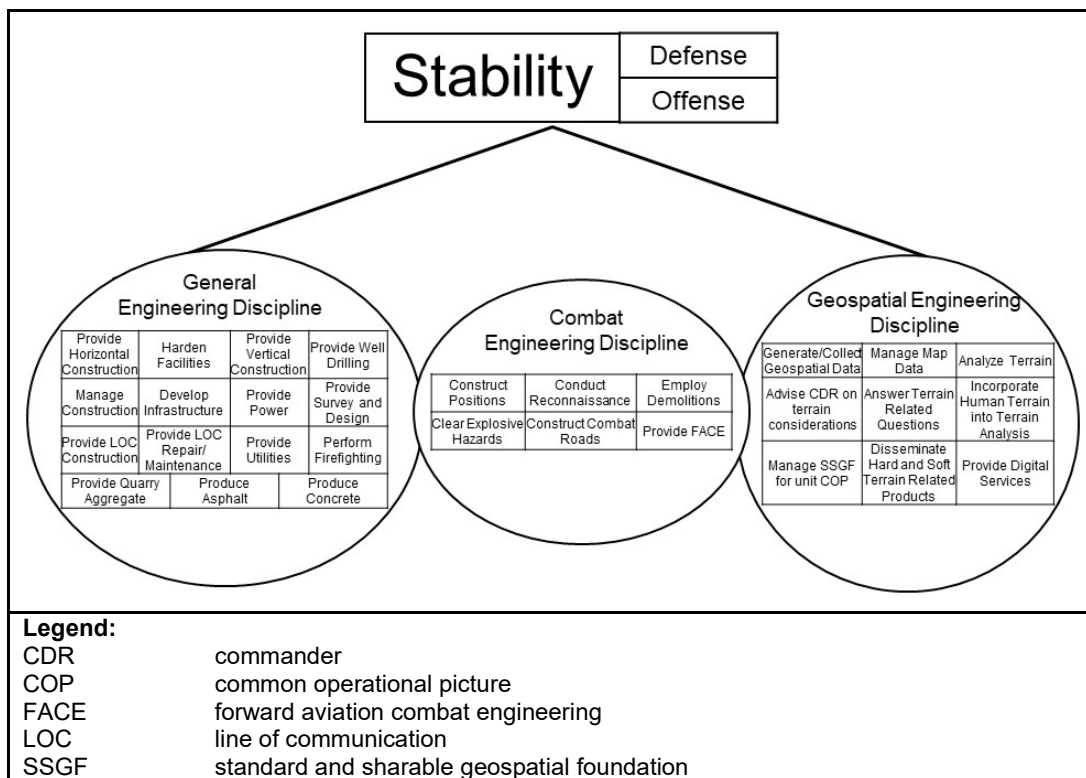 Stability
Defense
Offense
General
Engineering Discipline
Provide
Horizontal
Construction
Harden
Facilities
Provide
Vertical
Construction
Provide Well
Drilling
Manage
Construction
Develop
Infrastructure
Provide
Power
Provide
Survey and
Design
Provide LOC
Construction
Provide LOC
Repair/
Maintenance
Provide
Utilities
Perform
Firefighting
Provide Quarry
Aggregate
Produce
Asphalt
Produce
Concrete
Combat
Engineering Discipline
Construct
Positions
Conduct
Reconnaissance
Employ
Demolitions
Clear Explosive
Hazards
Construct Combat
Roads
Provide FACE
Geospatial Engineering
Discipline
Generate/Collect
Geospatial Data
Manage Map
Data
Analyze Terrain
Advise CDR on
terrain
considerations
Answer Terrain
Related
Questions
Incorporate
Human Terrain
into Terrain
Analysis
Manage SSGF
for unit COP
Disseminate
Hard and Soft
Terrain Related
Products
Provide Digital
Services
Legend:
CDR commander
COP common operational picture
FACE forward aviation combat engineering
LOC line of communication
SSGF standard and sharable geospatial foundation